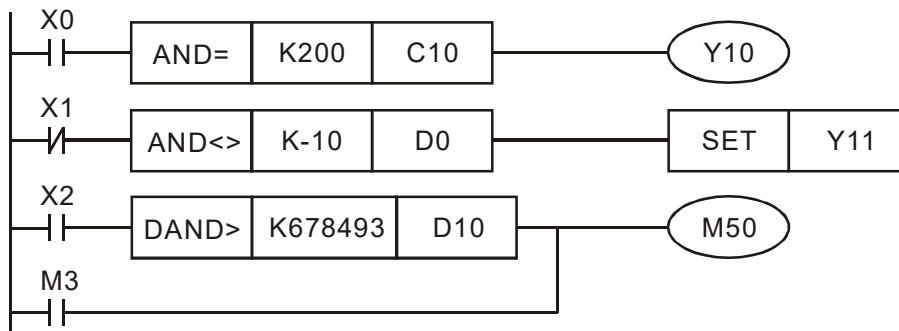 X0
AND= K200 C10 Y10
X1
AND<> K-10 D0 SET Y11
X2
DAND> K678493 D10 M50
M3